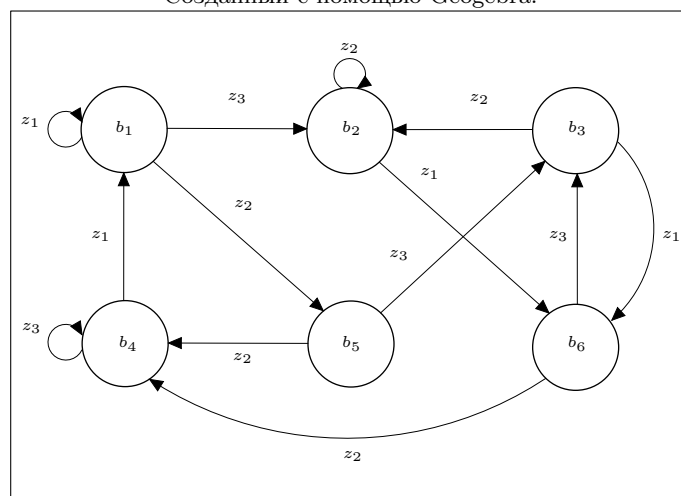 Созданный с помощью Geogebra.
z₂
z₁ b₁ z₃ b₂ z₂ b₃
z₁
z₂
z₁ z₃ z₃ z₁
z₃ b₄ z₂ b₅ b₆
z₂